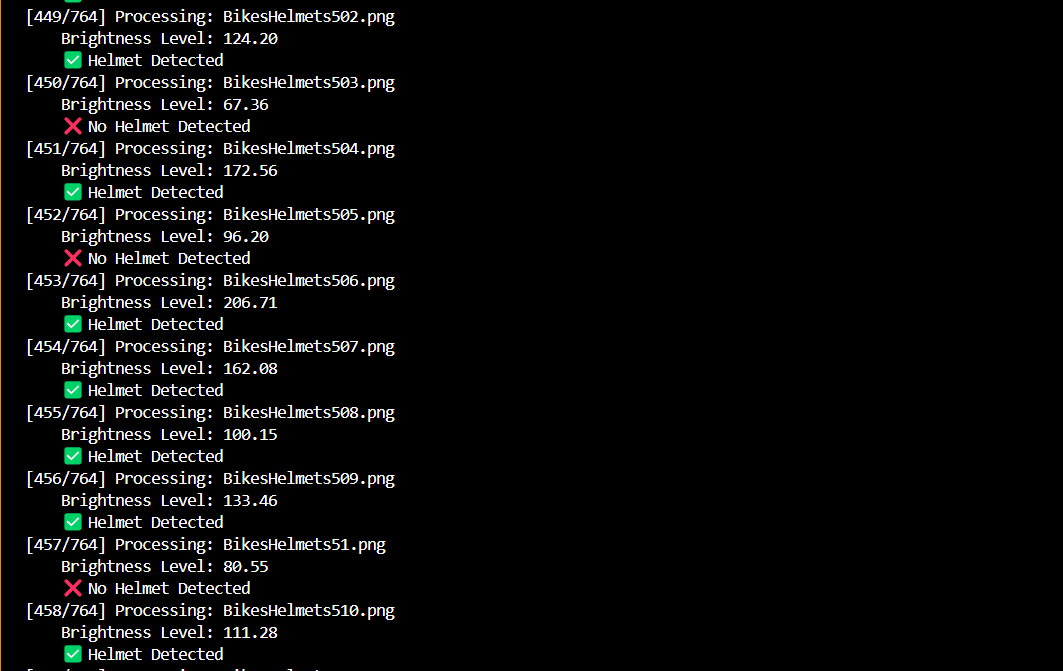 [449/764] Processing: BikesHelmets502.png
Brightness Level: 124.20
✅ Helmet Detected
[450/764] Processing: BikesHelmets503.png
Brightness Level: 67.36
❌ No Helmet Detected
[451/764] Processing: BikesHelmets504.png
Brightness Level: 172.56
✅ Helmet Detected
[452/764] Processing: BikesHelmets505.png
Brightness Level: 96.20
❌ No Helmet Detected
[453/764] Processing: BikesHelmets506.png
Brightness Level: 206.71
✅ Helmet Detected
[454/764] Processing: BikesHelmets507.png
Brightness Level: 162.08
✅ Helmet Detected
[455/764] Processing: BikesHelmets508.png
Brightness Level: 100.15
✅ Helmet Detected
[456/764] Processing: BikesHelmets509.png
Brightness Level: 133.46
✅ Helmet Detected
[457/764] Processing: BikesHelmets51.png
Brightness Level: 80.55
❌ No Helmet Detected
[458/764] Processing: BikesHelmets510.png
Brightness Level: 111.28
✅ Helmet Detected